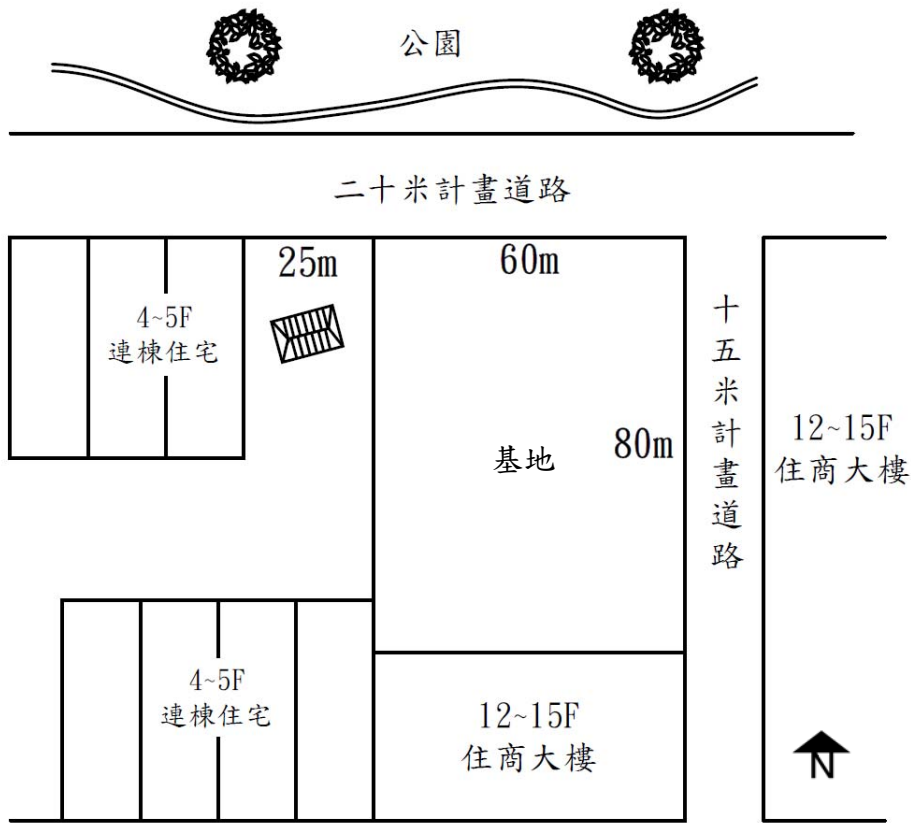 公園
二十米計畫道路
25m
60m
4~5F
連棟住宅
十五米計畫道路
基地
80m
12~15F
住商大樓
4~5F
連棟住宅
12~15F
住商大樓
N